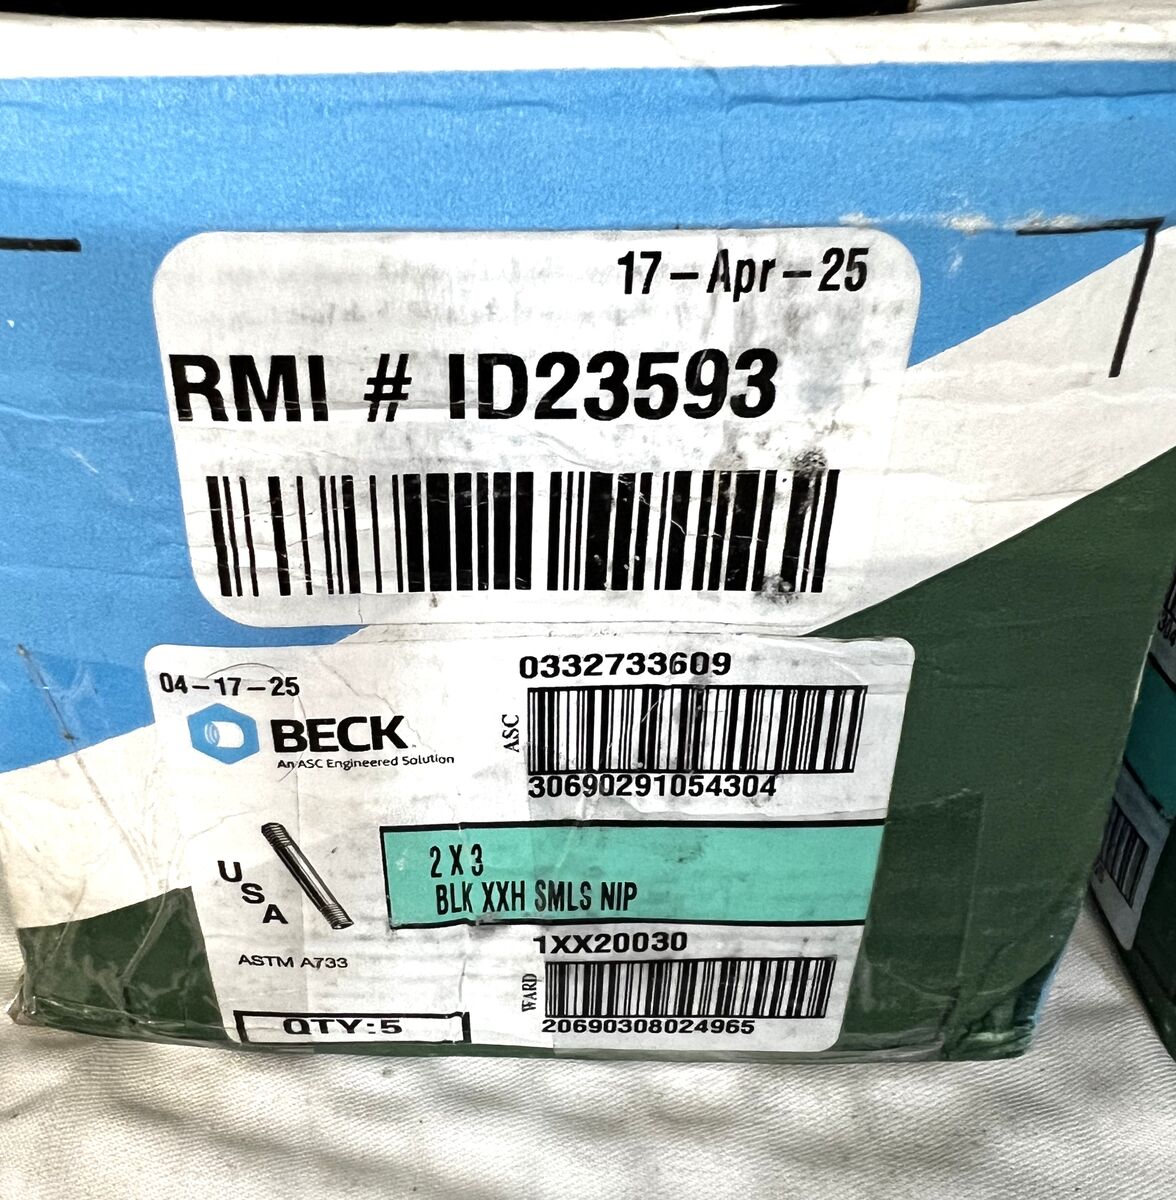 17-Apr-25
RMI # ID23593
04-17-25
BECK
An ASC Engineered Solution
0332733609
ASC
30690291054304
USA
2 X 3
BLK XXH SMLS NIP
ASTM A733
1XX20030
WARD
20690308024965
QTY:5